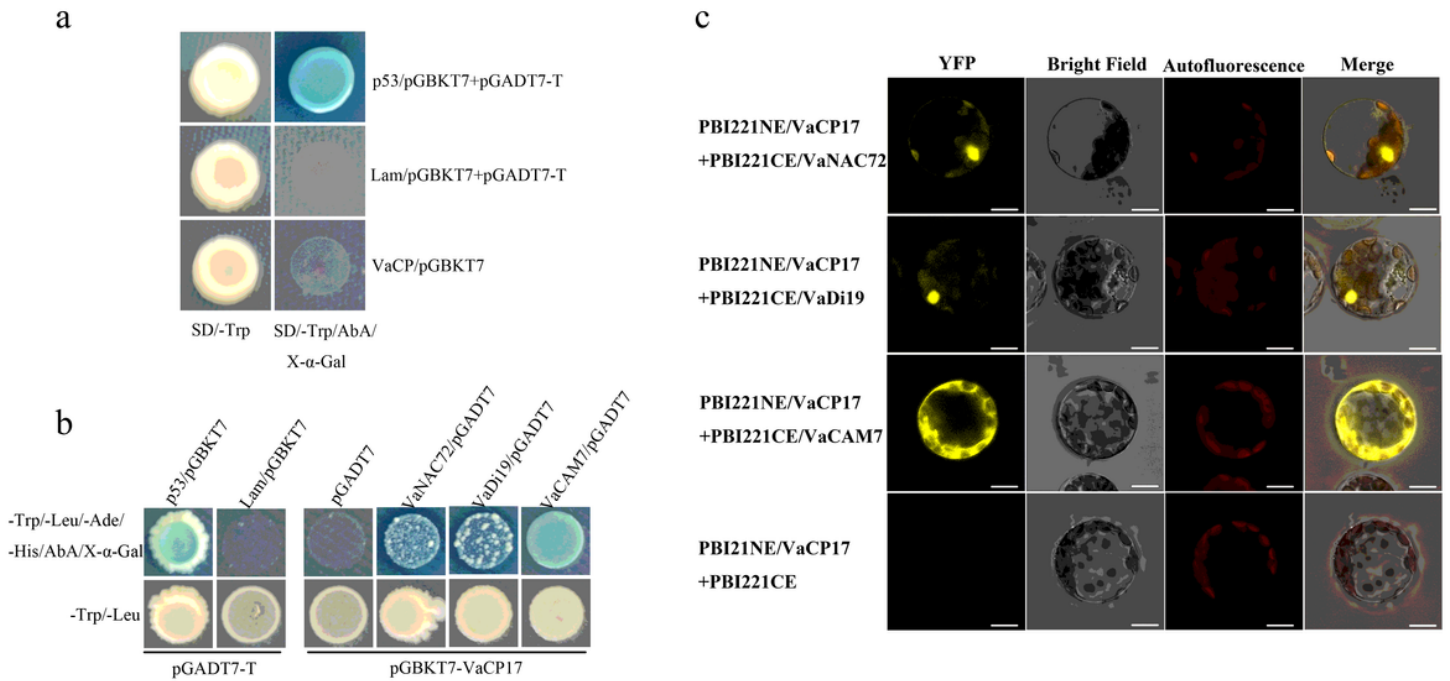 a
p53/pGBKT7+pGADT7-T
Lam/pGBKT7+pGADT7-T
VaCP/pGBKT7
SD/-Trp
SD/-Trp/AbA/
X-α-Gal
b
p53/pGBKT7
Lam/pGBKT7
pGADT7
VaNAC72/pGADT7
VaDi19/pGADT7
VaCAM7/pGADT7
-Trp/-Leu/-Ade/
-His/AbA/X-α-Gal
-Trp/-Leu
pGADT7-T
pGBKT7-VaCP17
c
YFP
Bright Field
Autofluorescence
Merge
PBI221NE/VaCP17
+PBI221CE/VaNAC72
PBI221NE/VaCP17
+PBI221CE/VaDi19
PBI221NE/VaCP17
+PBI221CE/VaCAM7
PBI21NE/VaCP17
+PBI221CE